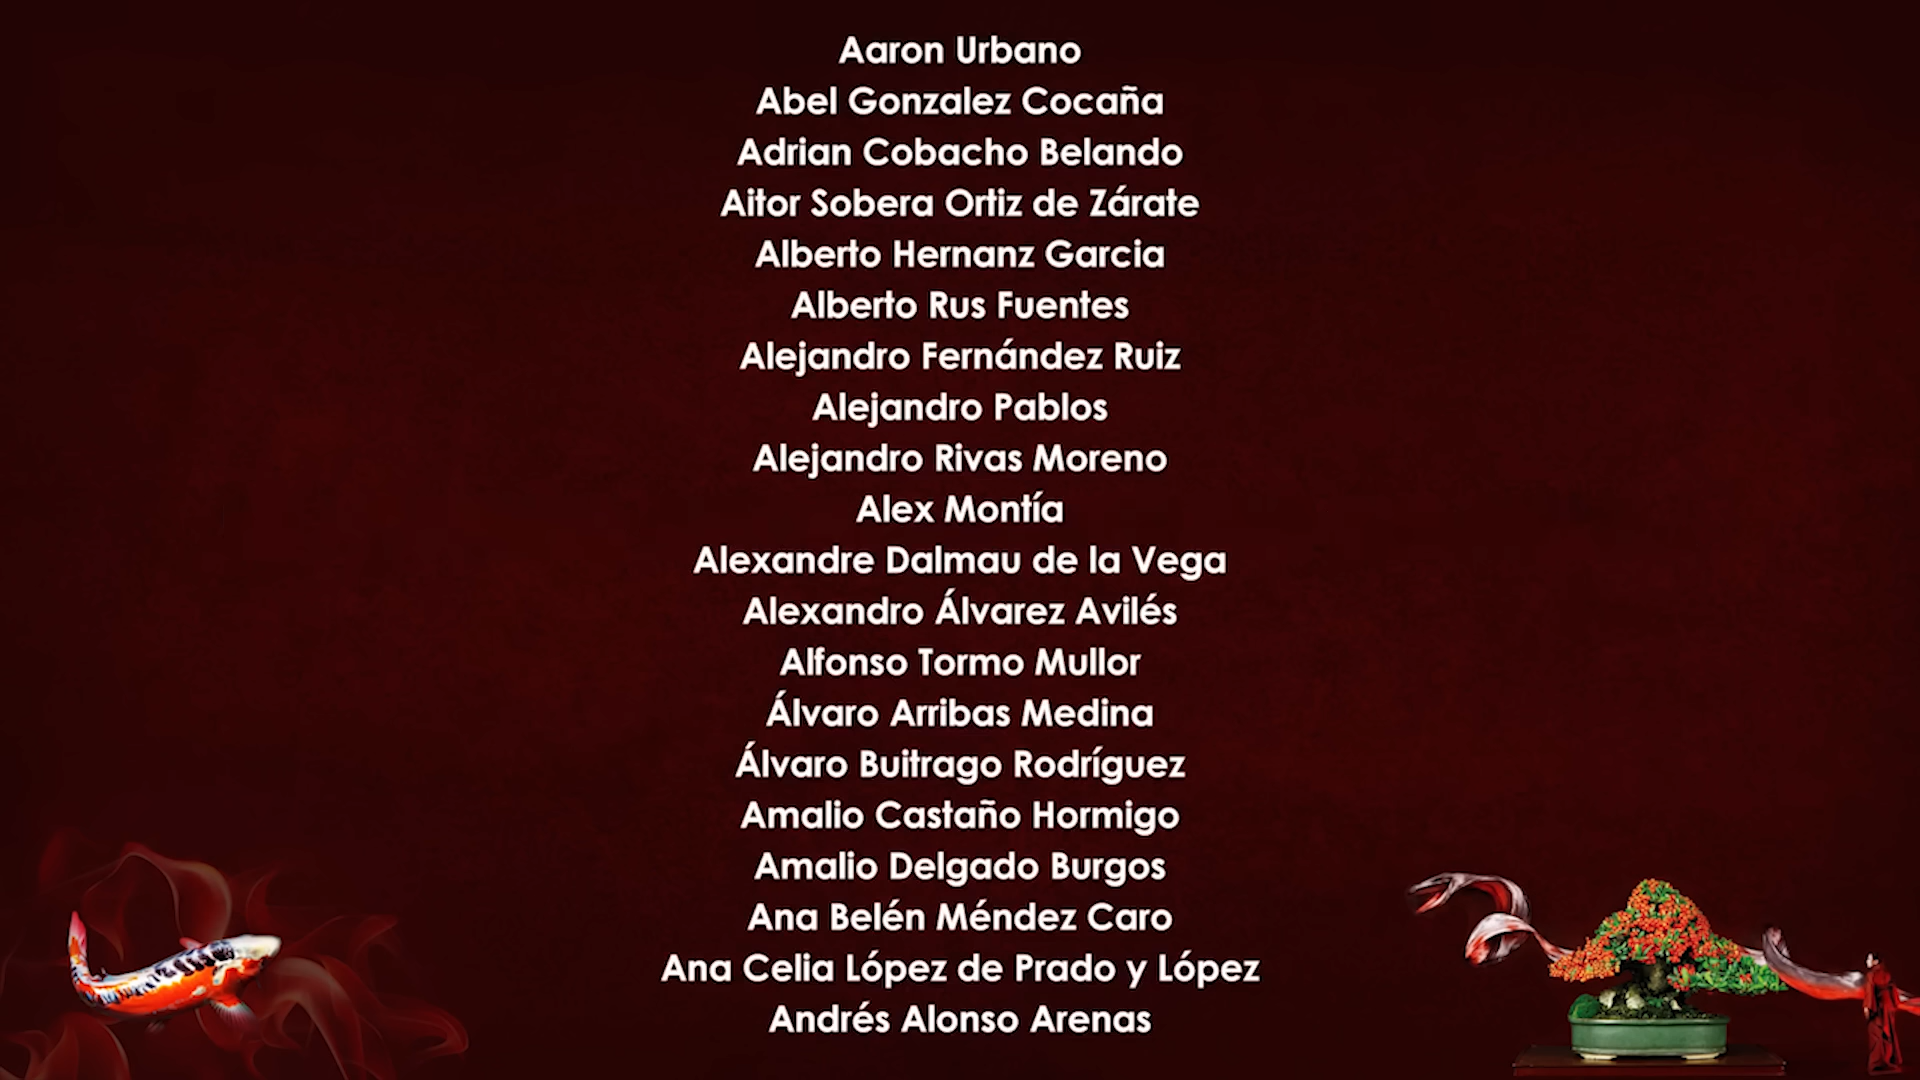 Aaron Urbano
Abel Gonzalez Cocaña
Adrian Cobacho Belando
Aitor Sobera Ortiz de Zárate
Alberto Hernanz Garcia
Alberto Rus Fuentes
Alejandro Fernández Ruiz
Alejandro Pablos
Alejandro Rivas Moreno
Alex Montía
Alexandre Dalmau de la Vega
Alexandro Álvarez Avilés
Alfonso Tormo Mullor
Álvaro Arribas Medina
Álvaro Buitrago Rodríguez
Amalio Castaño Hormigo
Amalio Delgado Burgos
Ana Belén Méndez Caro
Ana Celia López de Prado y López
Andrés Alonso Arenas